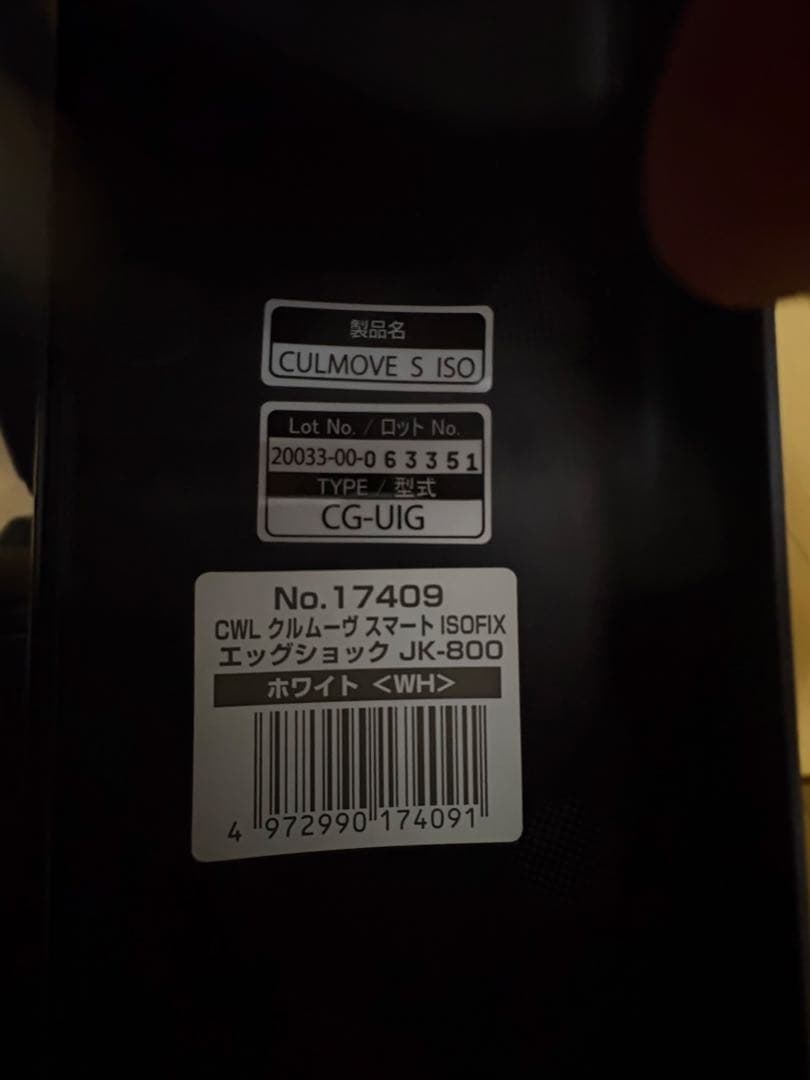 製品名
CULMOVE S ISO
Lot No. / ロット No.
20033-00-063351
TYPE / 型式
CG-UIG
No.17409
CWL クルムーヴ スマート ISOFIX
エッグショック JK-800
ホワイト <WH>
4 972990 174091